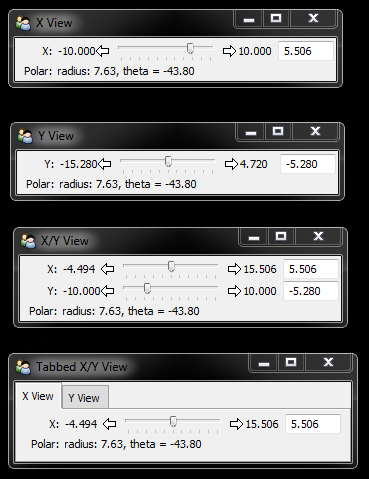 X View
X: -10.000 10.000 5.506
Polar: radius: 7.63, theta = -43.80
Y View
Y: -15.280 4.720 -5.280
Polar: radius: 7.63, theta = -43.80
X/Y View
X: -4.494 15.506 5.506
Y: -10.000 10.000 -5.280
Polar: radius: 7.63, theta = -43.80
Tabbed X/Y View
X View Y View
X: -4.494 15.506 5.506
Polar: radius: 7.63, theta = -43.80